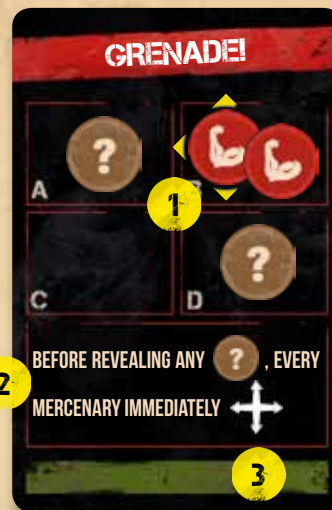 GRENADE!
?
A
1
C
?
D
2
BEFORE REVEALING ANY ? , EVERY
MERCENARY IMMEDIATELY
3